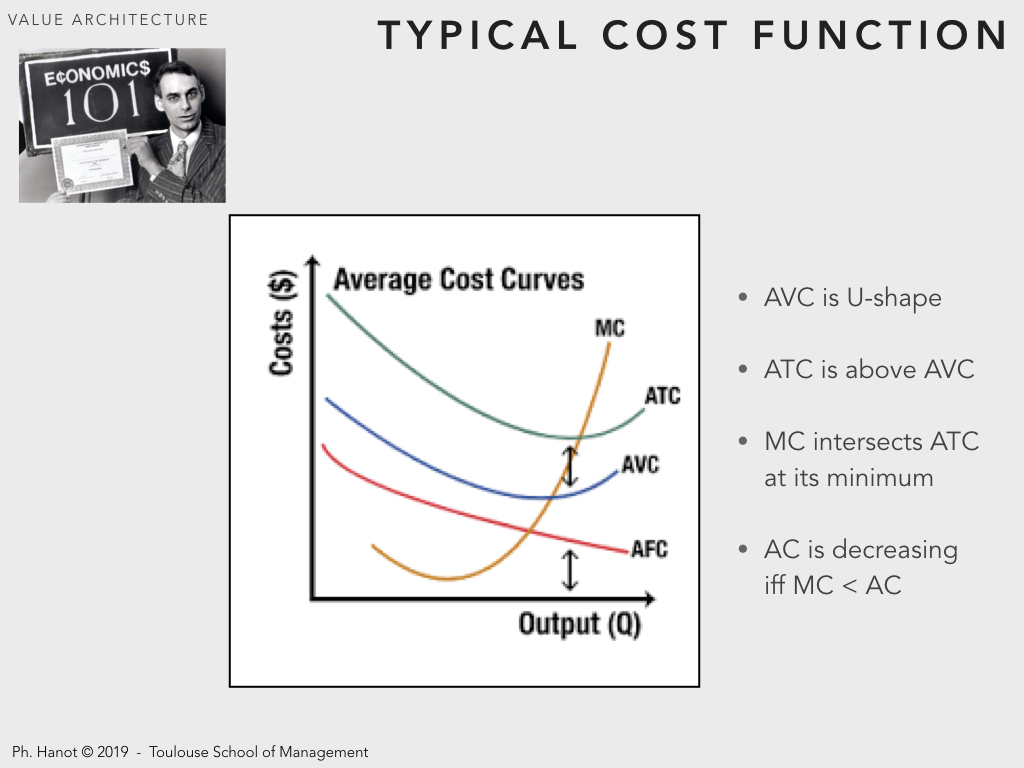 VALUE ARCHITECTURE
TYPICAL COST FUNCTION
E¢ONOMIC$
101
Average Cost Curves
Costs ($)
MC
ATC
AVC
AFC
Output (Q)
• AVC is U-shape
• ATC is above AVC
• MC intersects ATC
at its minimum
• AC is decreasing
iff MC < AC
Ph. Hanot © 2019 - Toulouse School of Management